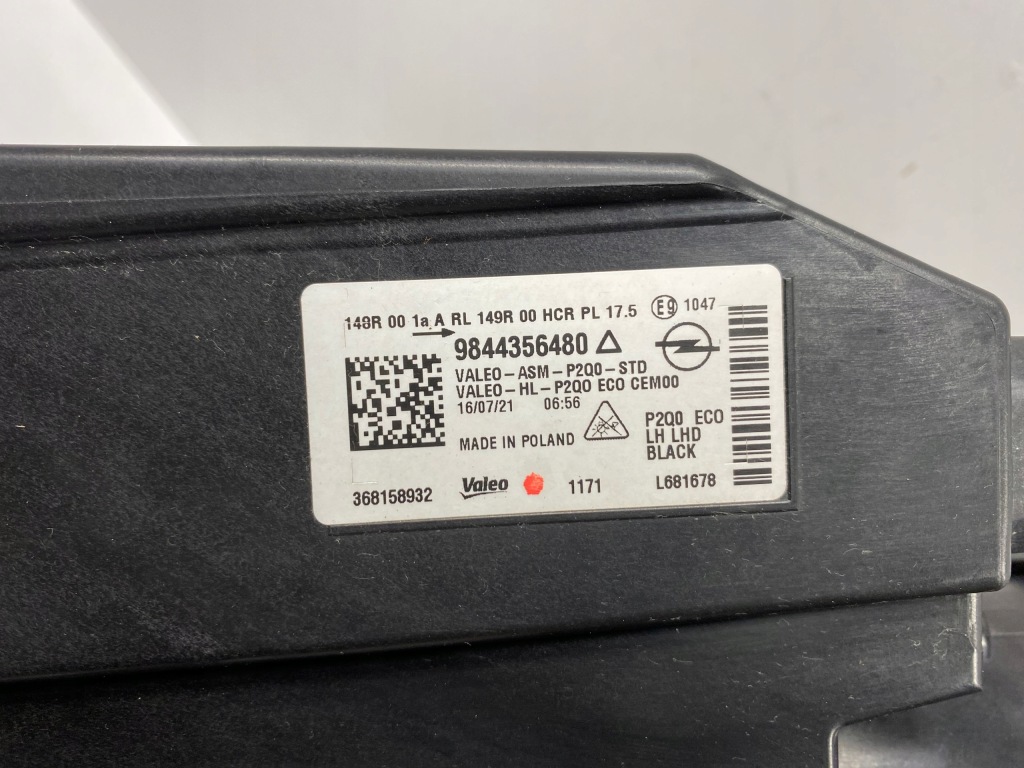 148R 00 1a A RL 149R 00 HCR PL 17.5 E9 1047
9844356480
VALEO-ASM-P2Q0-STD
VALEO-HL-P2Q0 ECO CEM00
16/07/21 06:56
MADE IN POLAND
P2Q0 ECO
LH LHD
BLACK
368158932 Valeo 1171 L681678